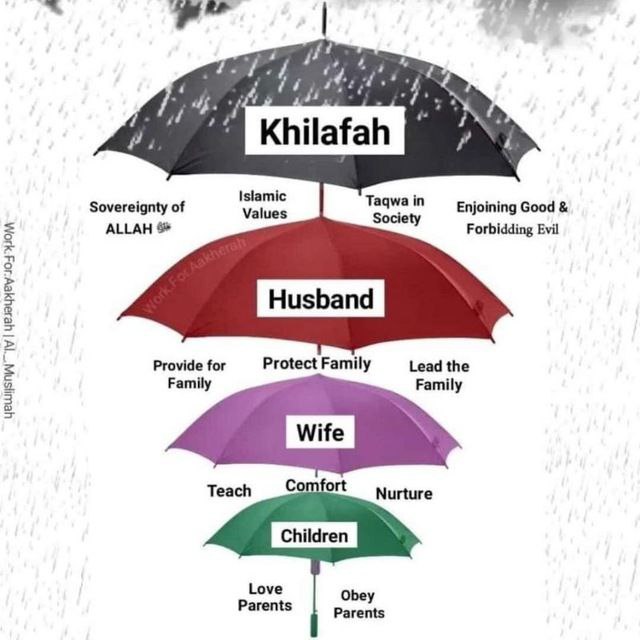 Khilafah
Sovereignty of
ALLAH ﷻ
Islamic
Values
Taqwa in
Society
Enjoining Good &
Forbidding Evil
Work.For.Aakherah
Husband
Provide for
Family
Protect Family
Lead the
Family
Wife
Teach
Comfort
Nurture
Children
Love
Parents
Obey
Parents
Work.For.Aakherah | Al._.Muslimah